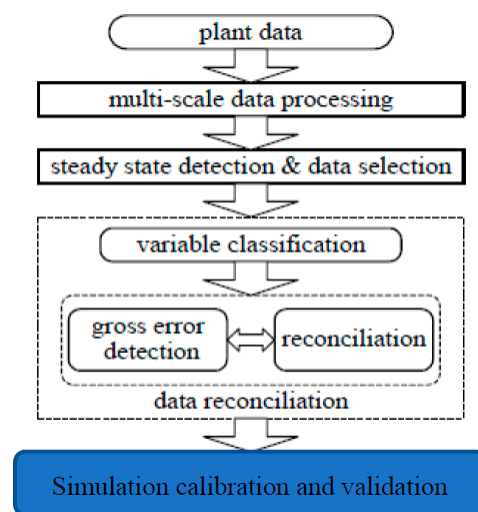 plant data
multi-scale data processing
steady state detection & data selection
variable classification
gross error
detection
reconciliation
data reconciliation
Simulation calibration and validation